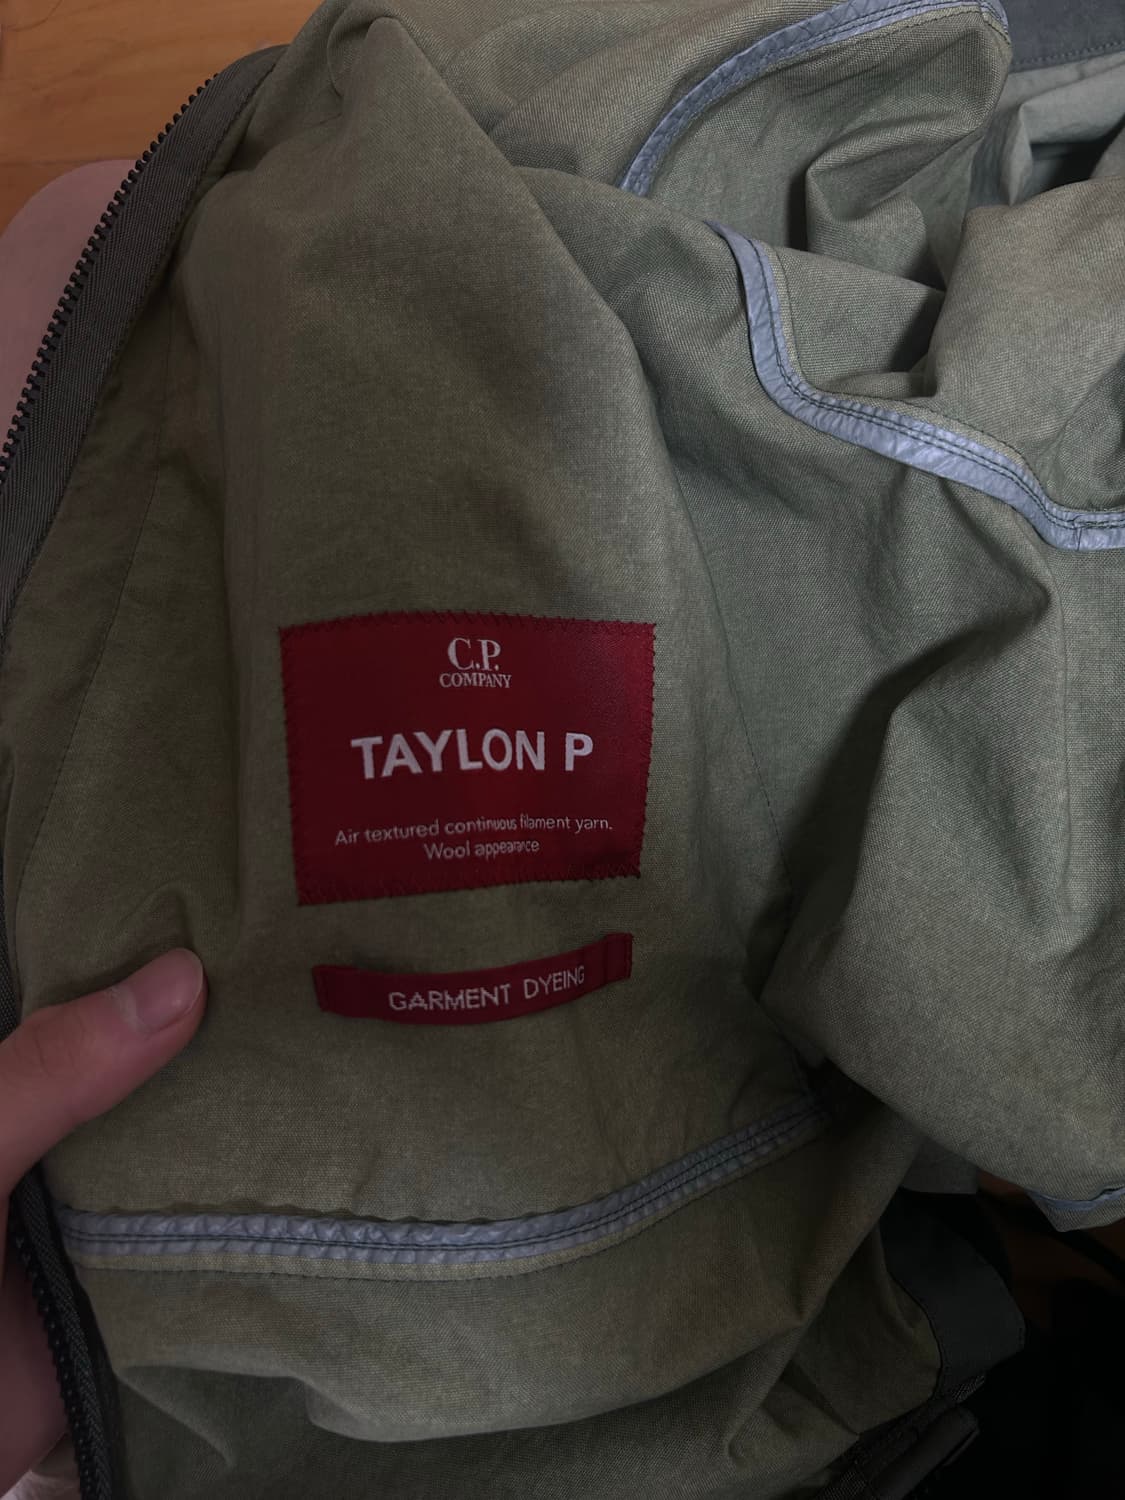 C.P.
COMPANY
TAYLON P
Air textured continuous filament yarn.
Wool appearance
GARMENT DYEING